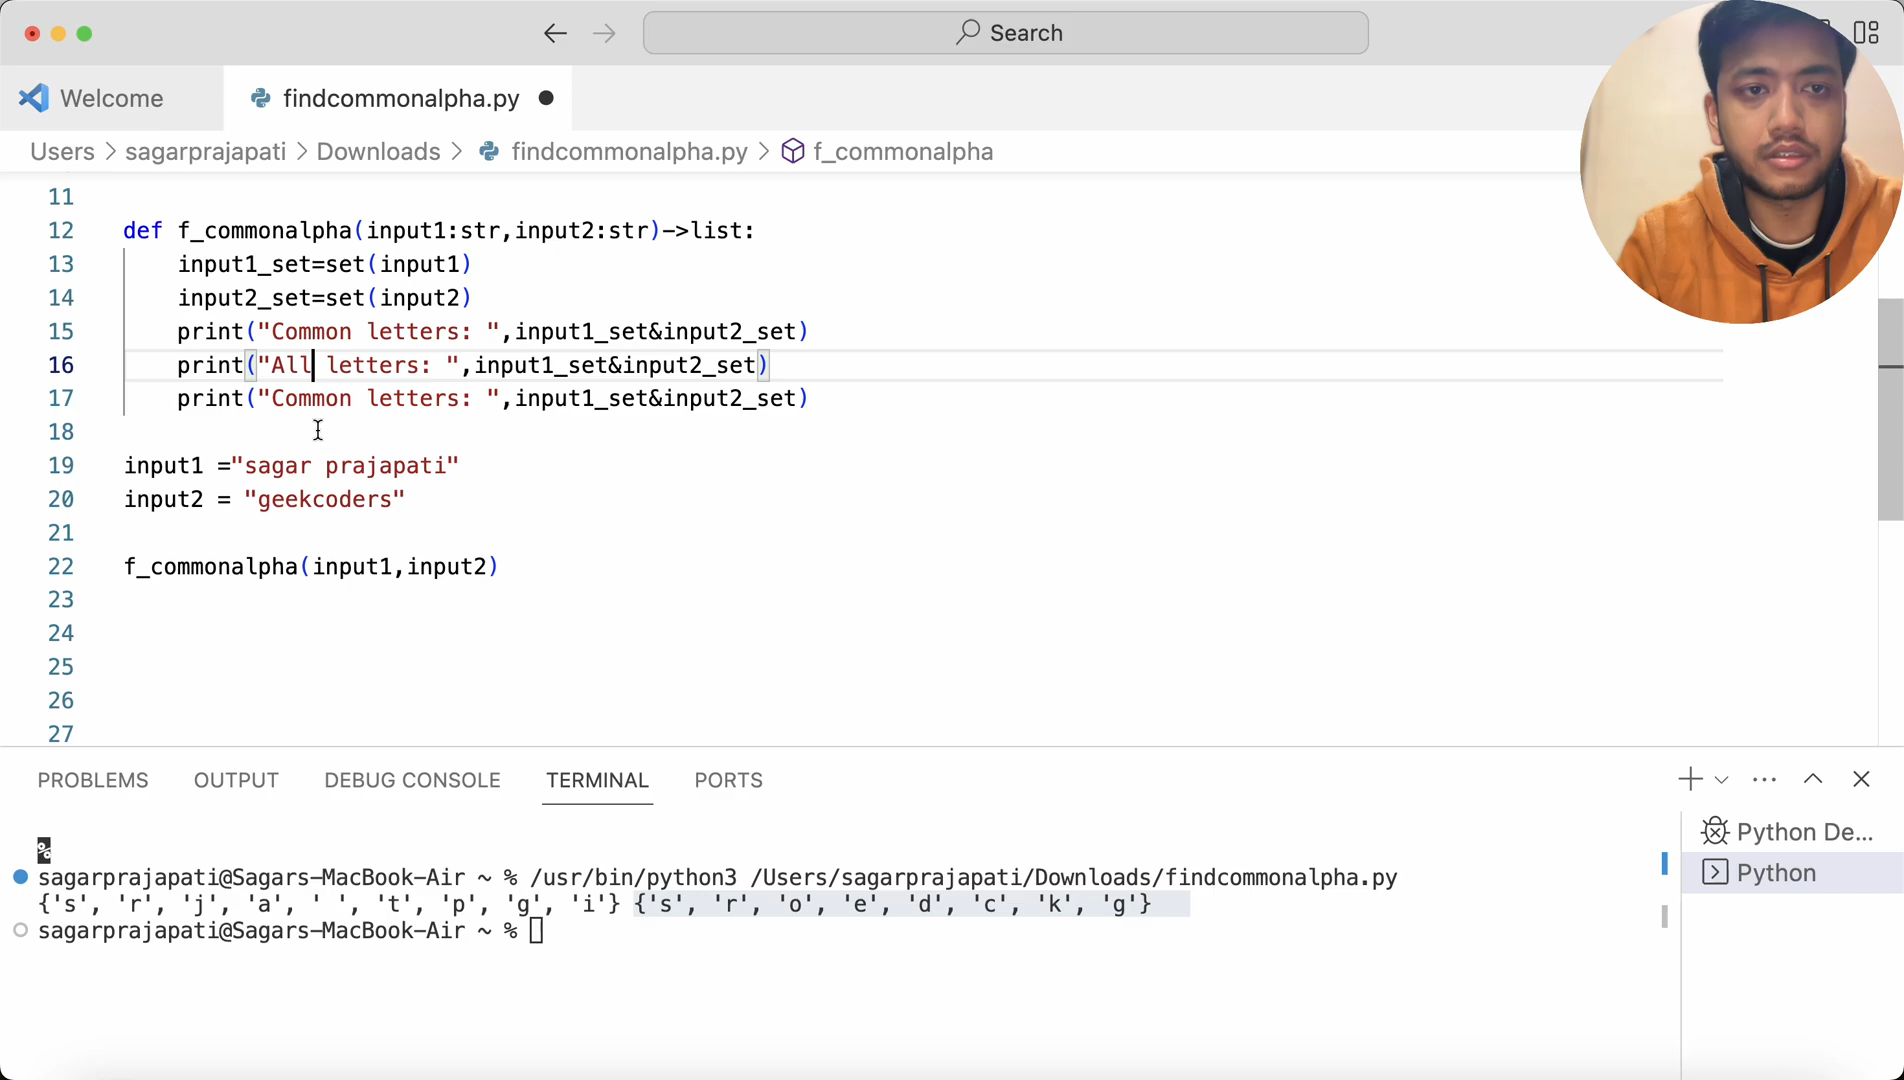 Search
Welcome
findcommonalpha.py
Users > sagarprajapati > Downloads > findcommonalpha.py > f_commonalpha
11
12 def f_commonalpha(input1:str,input2:str)->list:
13 input1_set=set(input1)
14 input2_set=set(input2)
15 print("Common letters: ",input1_set&input2_set)
16 print("All letters: ",input1_set&input2_set)
17 print("Common letters: ",input1_set&input2_set)
18
19 input1 ="sagar prajapati"
20 input2 = "geekcoders"
21
22 f_commonalpha(input1,input2)
23
24
25
26
27
PROBLEMS OUTPUT DEBUG CONSOLE TERMINAL PORTS
%
sagarprajapati@Sagars-MacBook-Air ~ % /usr/bin/python3 /Users/sagarprajapati/Downloads/findcommonalpha.py
{'s', 'r', 'j', 'a', ' ', 't', 'p', 'g', 'i'} {'s', 'r', 'o', 'e', 'd', 'c', 'k', 'g'}
sagarprajapati@Sagars-MacBook-Air ~ %
Python De...
Python